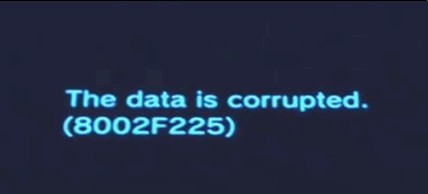 The data is corrupted.
(8002F225)